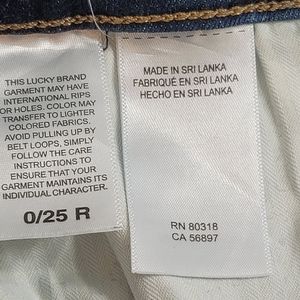 THIS LUCKY BRAND
GARMENT MAY HAVE
INTERNATIONAL RIPS
OR HOLES. COLOR MAY
TRANSFER TO LIGHTER
COLORED FABRICS.
AVOID PULLING UP BY
BELT LOOPS, SIMPLY
FOLLOW THE CARE
INSTRUCTIONS TO
ENSURE THAT YOUR
GARMENT MAINTAINS ITS
INDIVIDUAL CHARACTER.
0/25 R
MADE IN SRI LANKA
FABRIQUÉ EN SRI LANKA
HECHO EN SRI LANKA
RN 80318
CA 56897